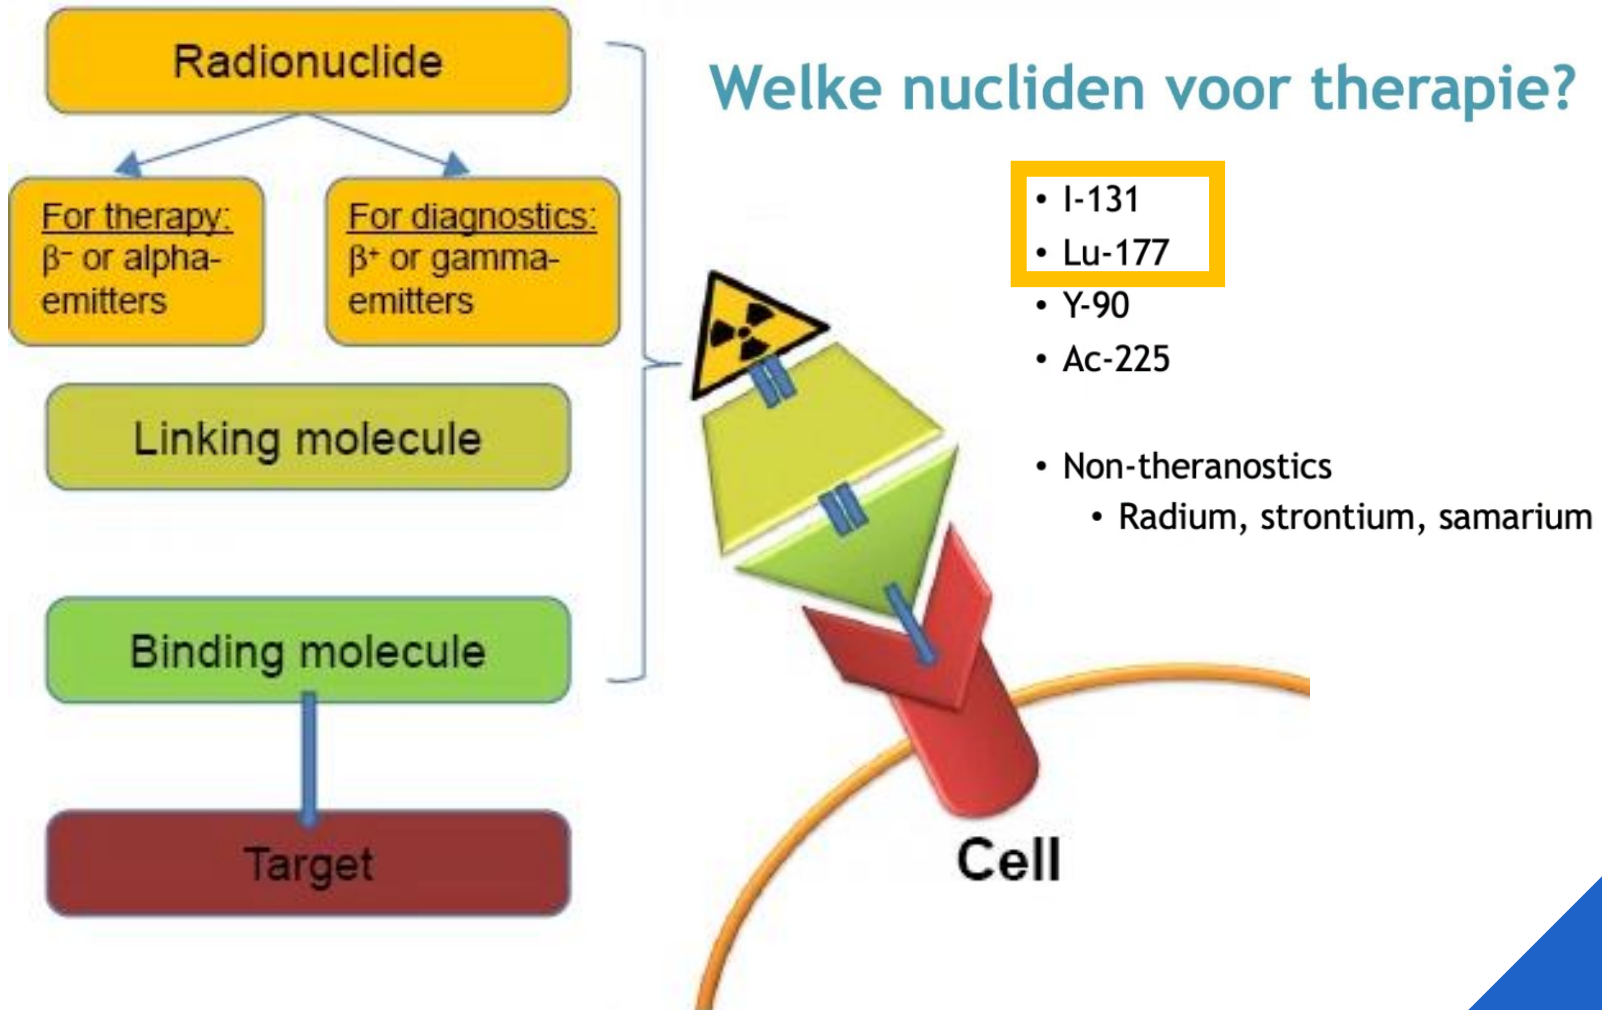 Radionuclide
For therapy:
β⁻ or alpha-
emitters
For diagnostics:
β⁺ or gamma-
emitters
Linking molecule
Binding molecule
Target
Welke nucliden voor therapie?
• I-131
• Lu-177
• Y-90
• Ac-225
• Non-theranostics
• Radium, strontium, samarium
Cell